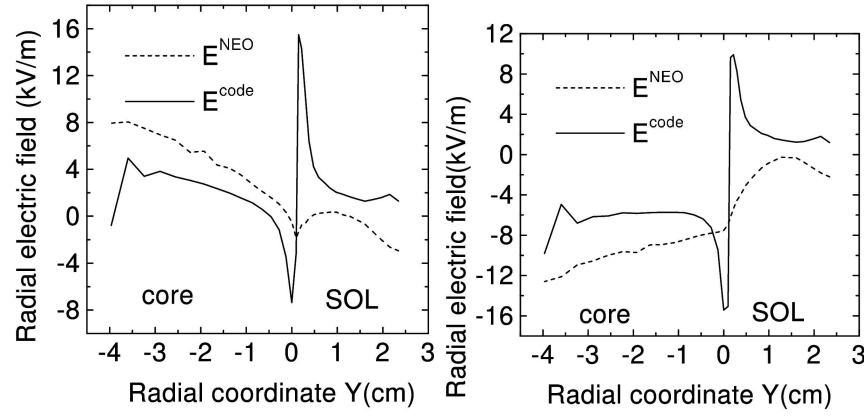 Radial electric field (kV/m)
16
12
8
4
0
-4
-8
E^NEO
E^code
core
SOL
-4 -3 -2 -1 0 1 2 3
Radial coordinate Y(cm)
Radial electric field(kV/m)
12
8
4
0
-4
-8
-12
-16
E^NEO
E^code
core
SOL
-4 -3 -2 -1 0 1 2 3
Radial coordinate Y(cm)